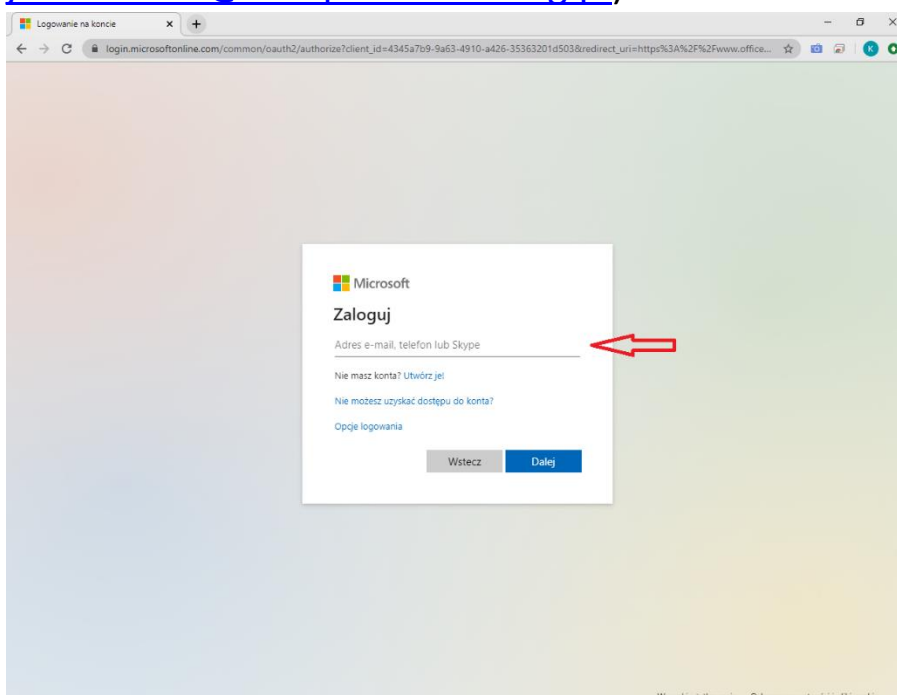 Logowanie na koncie
login.microsoftonline.com/common/oauth2/authorize?client_id=4345a7b9-9a63-4910-a426-35363201d503&redirect_uri=https%3A%2F%2Fwww.office...
K
Microsoft
Zaloguj
Adres e-mail, telefon lub Skype
Nie masz konta? Utwórz je!
Nie możesz uzyskać dostępu do konta?
Opcje logowania
Wstecz Dalej